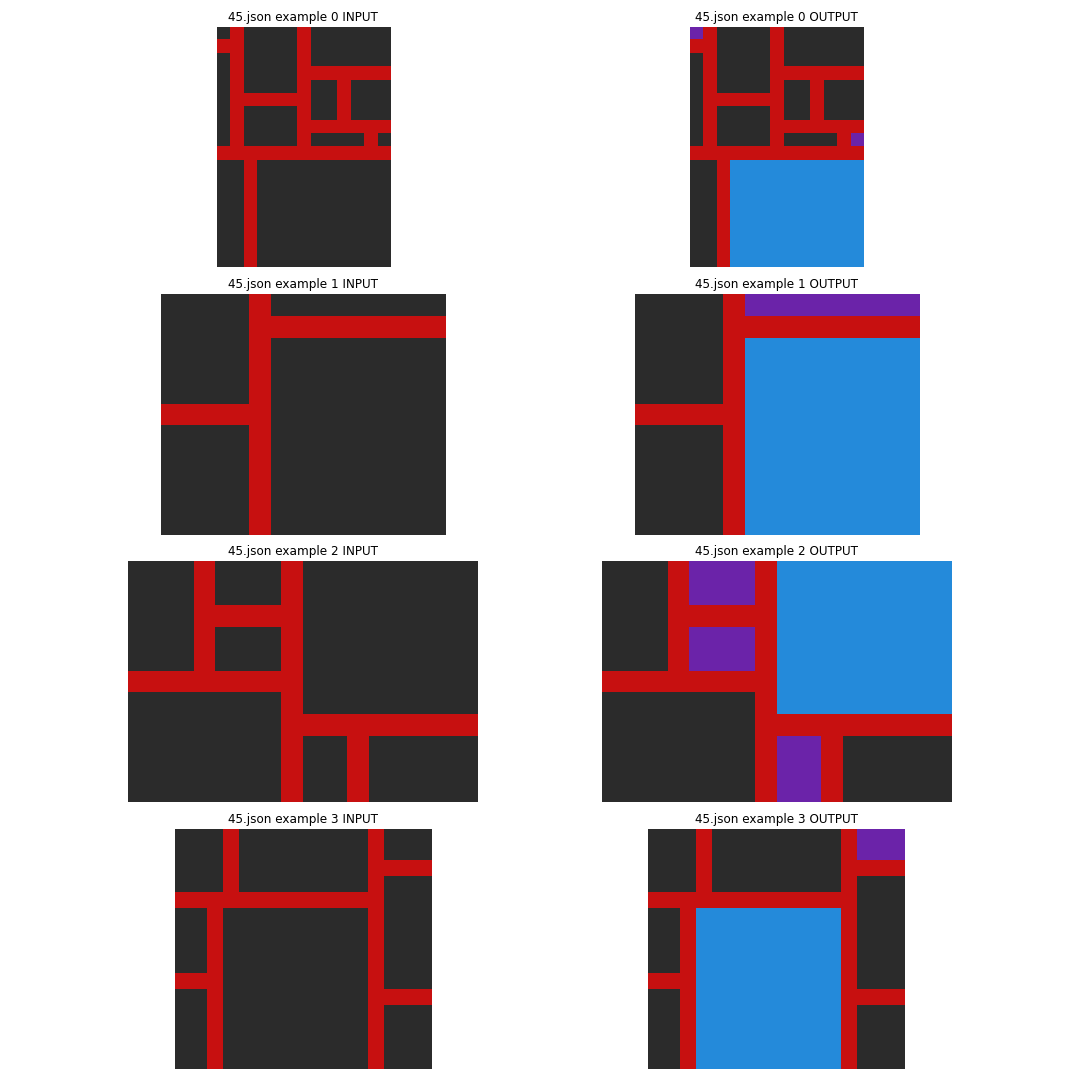 45.json example 0 INPUT
45.json example 0 OUTPUT
45.json example 1 INPUT
45.json example 1 OUTPUT
45.json example 2 INPUT
45.json example 2 OUTPUT
45.json example 3 INPUT
45.json example 3 OUTPUT